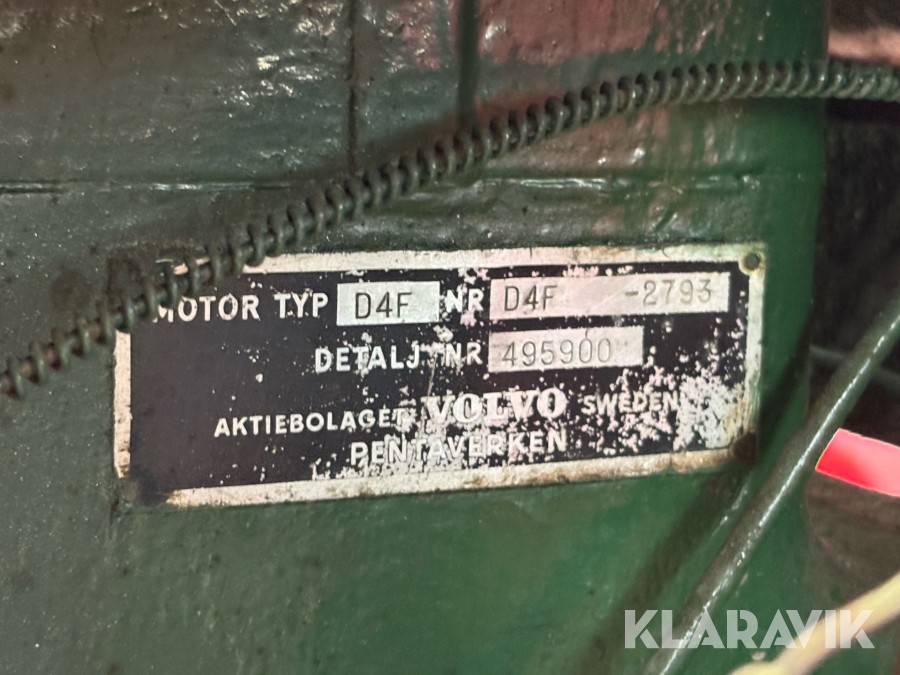 MOTOR TYP D4F NR D4F -2793
DETALJ NR 495900
AKTIEBOLAGET VOLVO SWEDEN
PENTAVERKEN
KLARAVIK